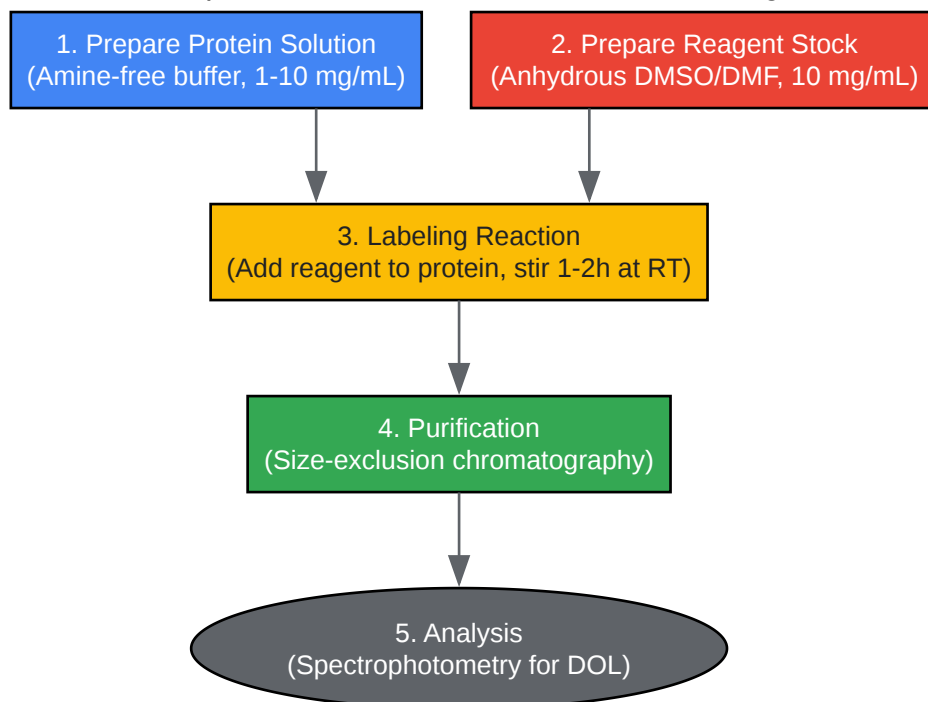 1. Prepare Protein Solution
(Amine-free buffer, 1-10 mg/mL)
2. Prepare Reagent Stock
(Anhydrous DMSO/DMF, 10 mg/mL)
3. Labeling Reaction
(Add reagent to protein, stir 1-2h at RT)
4. Purification
(Size-exclusion chromatography)
5. Analysis
(Spectrophotometry for DOL)